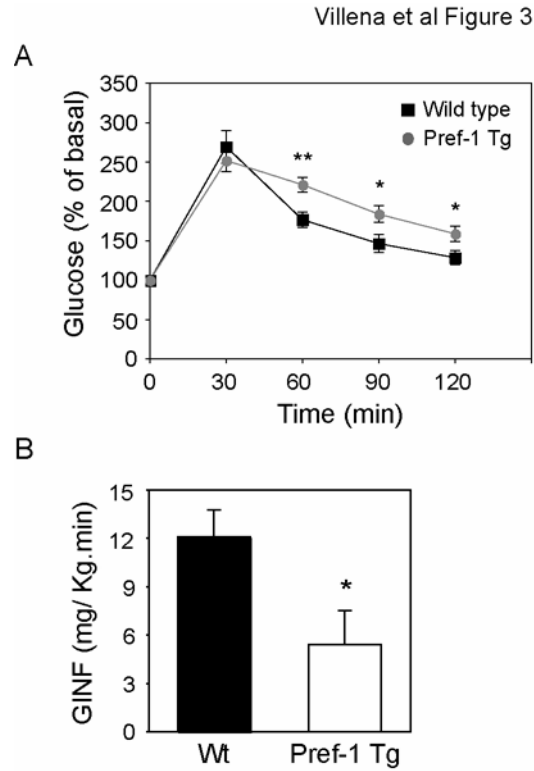 Villena et al Figure 3
A
Glucose (% of basal)
350
300
250
200
150
100
50
0
Wild type
Pref-1 Tg
**
*
*
0 30 60 90 120
Time (min)
B
GINF (mg/ Kg.min)
15
12
9
6
3
0
*
Wt Pref-1 Tg